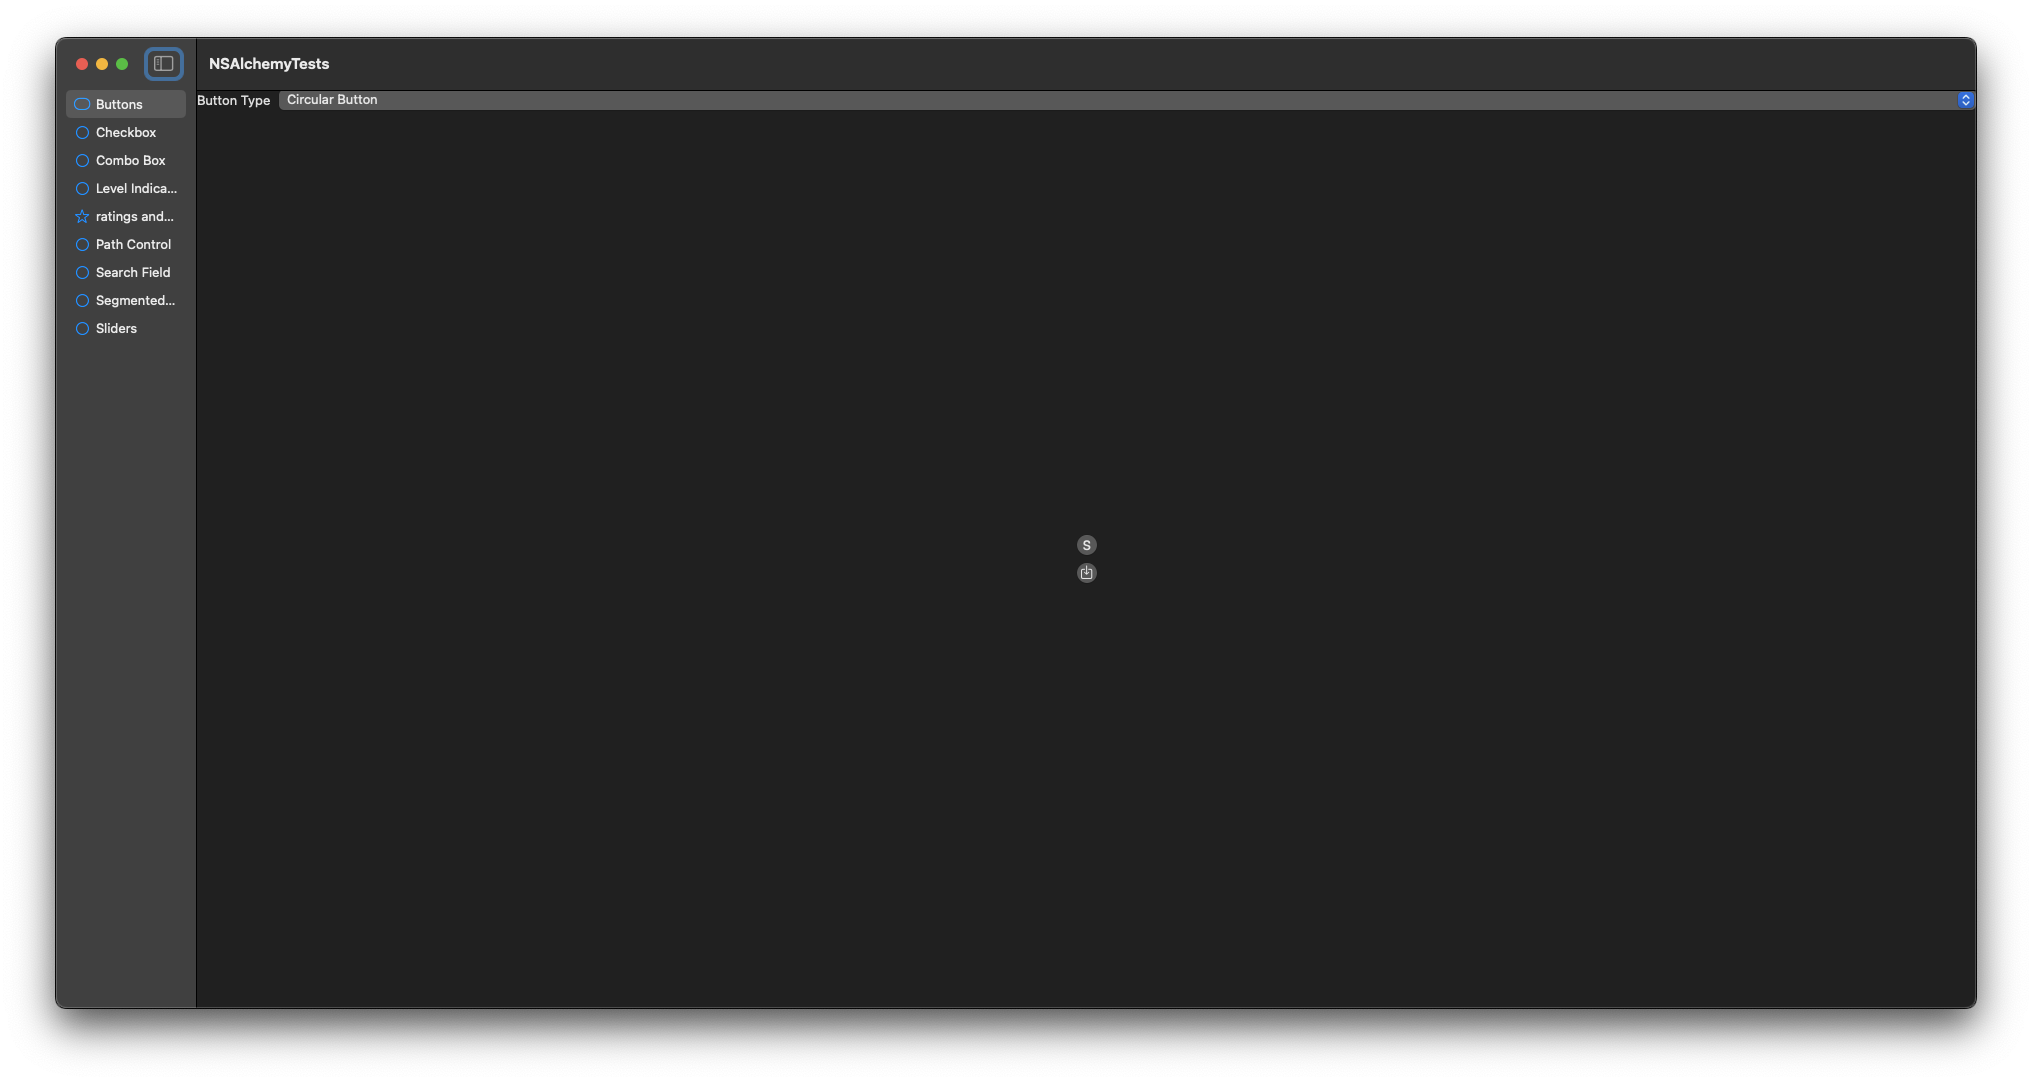 NSAlchemyTests
Buttons
Checkbox
Combo Box
Level Indica...
ratings and...
Path Control
Search Field
Segmented...
Sliders
Button Type Circular Button
S